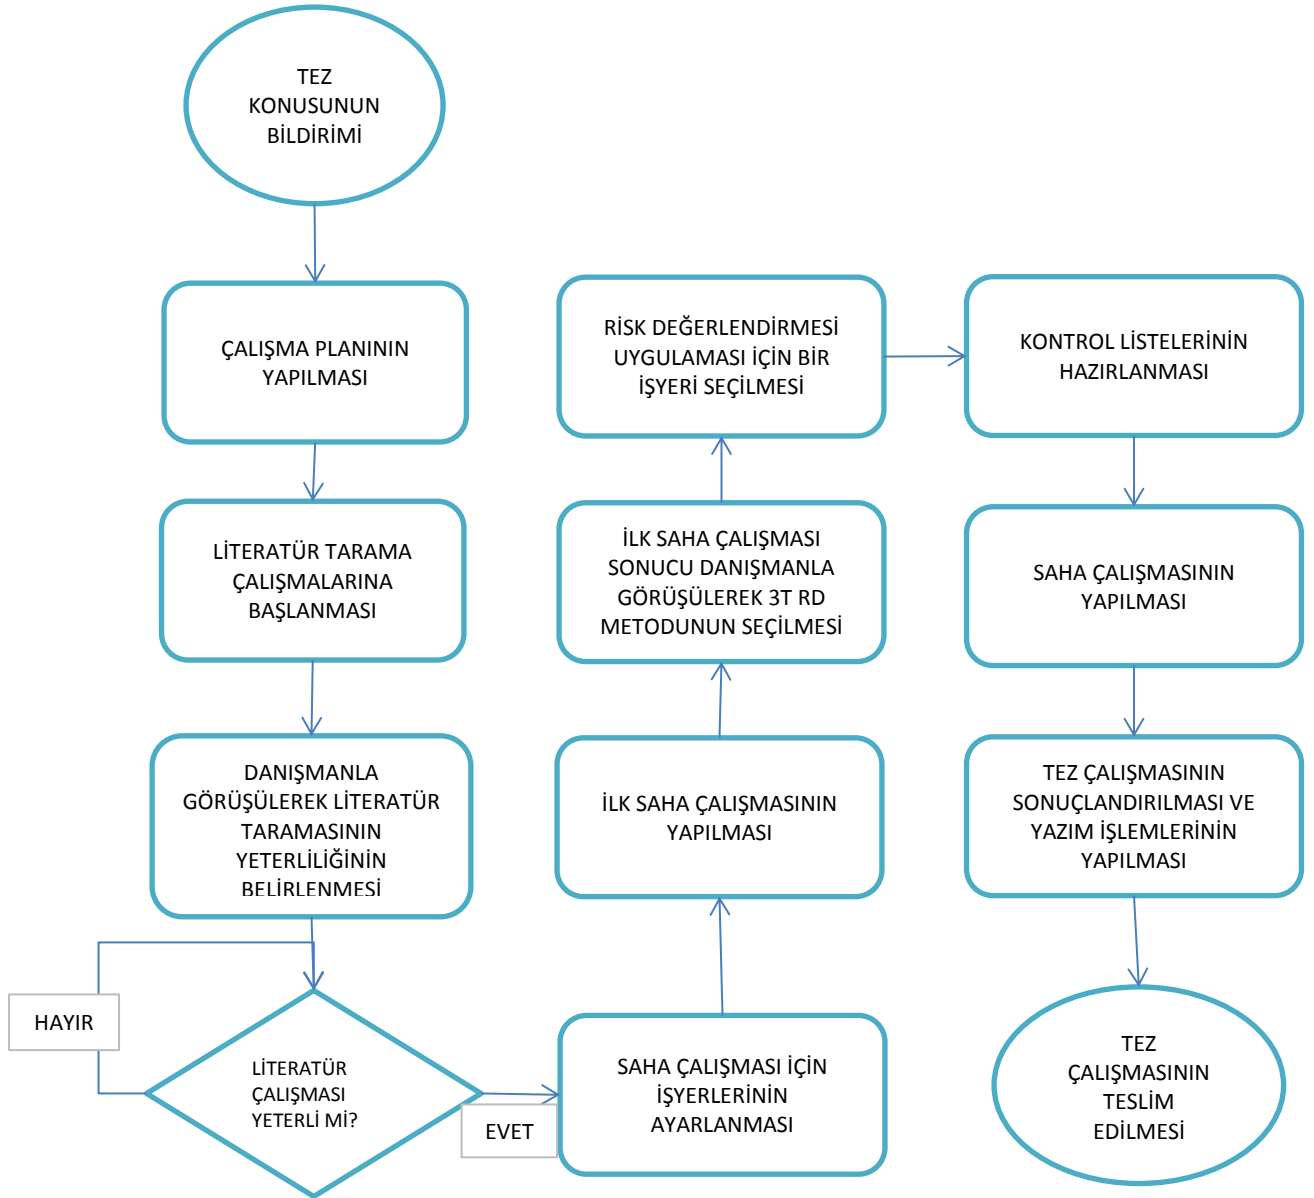 TEZ
KONUSUNUN
BİLDİRİMİ
ÇALIŞMA PLANININ
YAPILMASI
LİTERATÜR TARAMA
ÇALIŞMALARINA
BAŞLANMASI
DANIŞMANLA
GÖRÜŞÜLEREK LİTERATÜR
TARAMASININ
YETERLİLİĞİNİN
BELİRLENMESİ
HAYIR
LİTERATÜR
ÇALIŞMASI
YETERLİ Mİ?
EVET
SAHA ÇALIŞMASI İÇİN
İŞYERLERİNİN
AYARLANMASI
İLK SAHA ÇALIŞMASININ
YAPILMASI
İLK SAHA ÇALIŞMASI
SONUCU DANIŞMANLA
GÖRÜŞÜLEREK 3T RD
METODUNUN SEÇİLMESİ
RİSK DEĞERLENDİRMESİ
UYGULAMASI İÇİN BİR
İŞYERİ SEÇİLMESİ
KONTROL LİSTELERİNİN
HAZIRLANMASI
SAHA ÇALIŞMASININ
YAPILMASI
TEZ ÇALIŞMASININ
SONUÇLANDIRILMASI VE
YAZIM İŞLEMLERİNİN
YAPILMASI
TEZ
ÇALIŞMASININ
TESLİM
EDİLMESİ